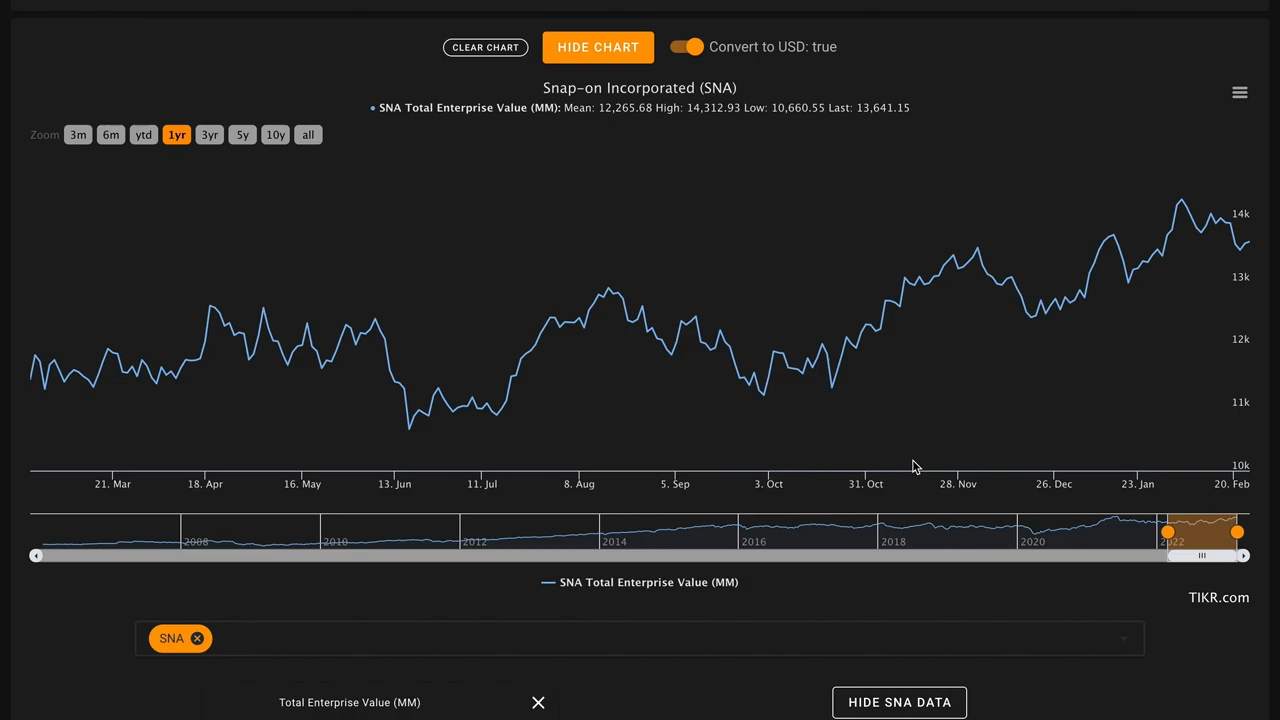 CLEAR CHART HIDE CHART Convert to USD: true
Snap-on Incorporated (SNA)
SNA Total Enterprise Value (MM): Mean: 12,265.68 High: 14,312.93 Low: 10,660.55 Last: 13,641.15
Zoom 3m 6m ytd 1yr 3yr 5y 10y all
14k
13k
12k
11k
10k
21. Mar 18. Apr 16. May 13. Jun 11. Jul 8. Aug 5. Sep 3. Oct 31. Oct 28. Nov 26. Dec 23. Jan 20. Feb
2008 2010 2012 2014 2016 2018 2020 2022
SNA Total Enterprise Value (MM)
TIKR.com
SNA
Total Enterprise Value (MM) HIDE SNA DATA